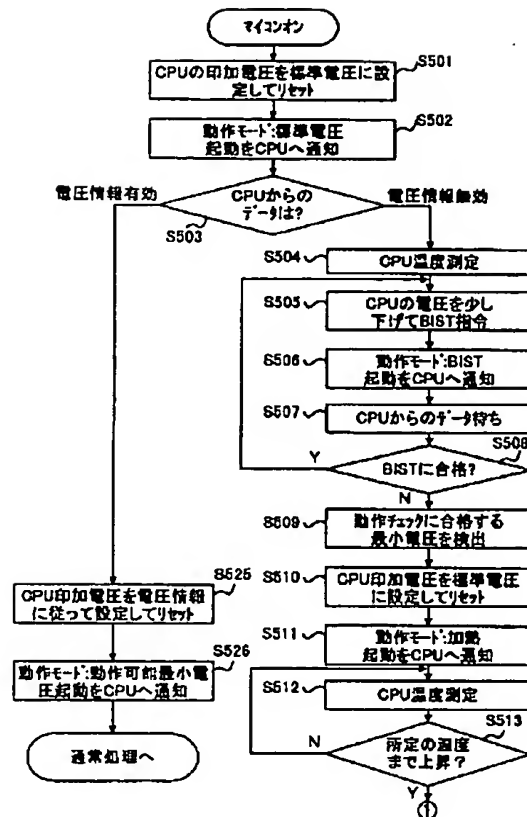 マイコンオン
CPUの印加電圧を標準電圧に設
定してリセット
S501
動作モード:標準電圧
起動をCPUへ通知
S502
電圧情報有効
CPUからの
データは?
電圧情報無効
S503
S504
CPU温度測定
S505
CPUの電圧を少し
下げてBIST指令
S506
動作モード:BIST
起動をCPUへ通知
S507
CPUからのデータ待ち
S508
Y
BISTに合格?
N
S509
動作チェックに合格する
最小電圧を検出
S510
CPU印加電圧を標準電圧
に設定してリセット
S511
動作モード:加熱
起動をCPUへ通知
S512
CPU温度測定
S513
N
所定の温度
まで上昇?
Y
①
S525
CPU印加電圧を電圧情報
に従って設定してリセット
S526
動作モード:動作可能最小電
圧起動をCPUへ通知
通常処理へ